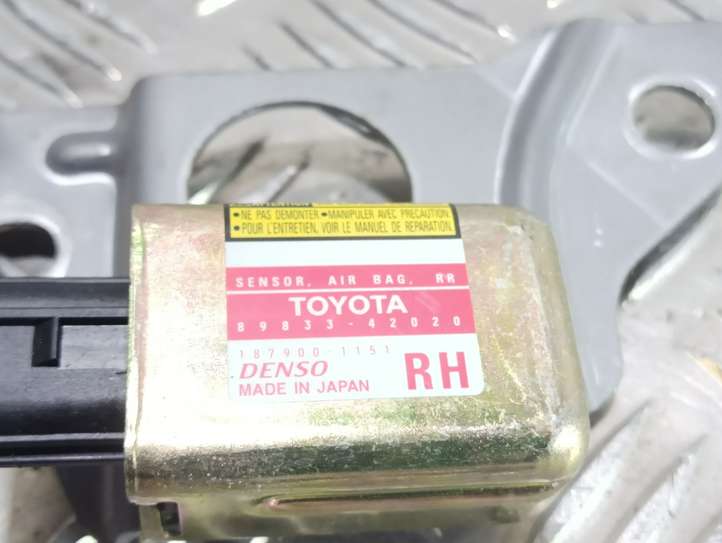 •NE PAS DEMONTER •MANIPULER AVEC PRECAUTION.
•POUR L'ENTRETIEN, VOIR LE MANUEL DE REPARATION.
SENSOR, AIR BAG, RR
TOYOTA
89833-42020
187900-1151
DENSO
MADE IN JAPAN
RH